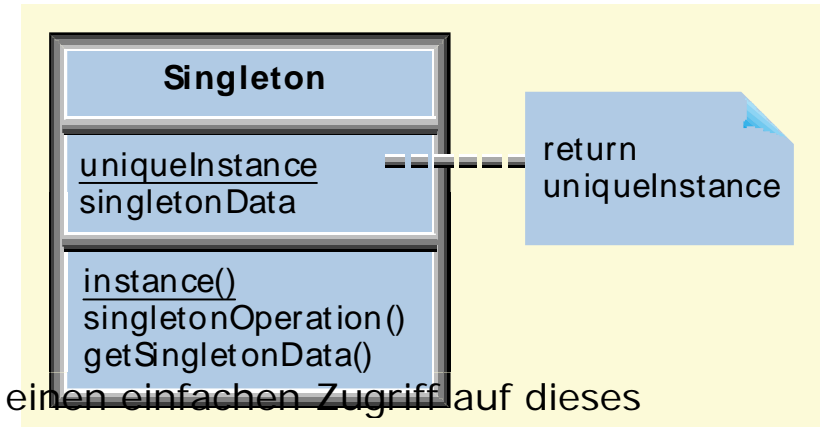 Singleton
uniqueInstance
singletonData
return
uniqueInstance
instance()
singletonOperation()
getSingletonData()
einen einfachen Zugriff auf dieses